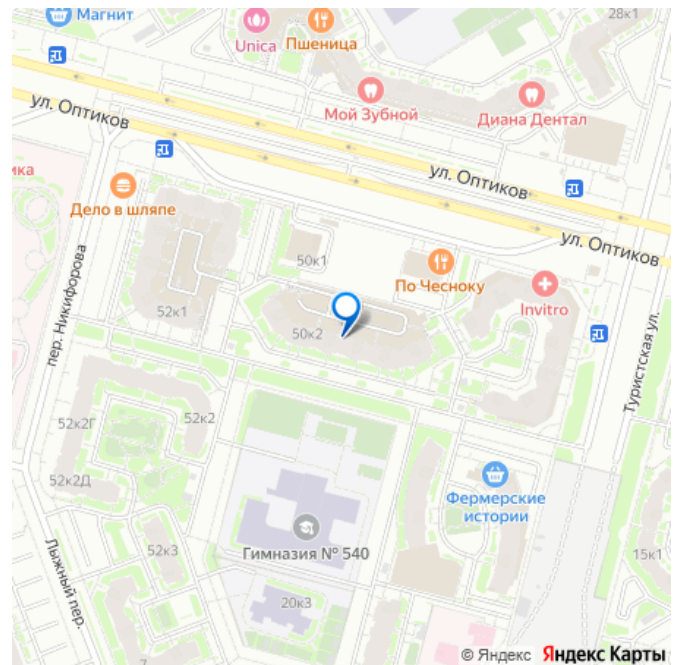 Магнит
Unica
Пшеница
28к1
Мой Зубной
Диана Дентал
ул. Оптиков
ул. Оптиков
ул. Оптиков
ика
Дело в шляпе
50к1
По Чесноку
Invitro
52к1
50к2
пер. Никифорова
Туристская ул.
52к2Г
52к2
52к2Д
Фермерские
истории
Гимназия № 540
52к3
15к1
Лыжный пер.
20к3
7
© Яндекс Яндекс Карты